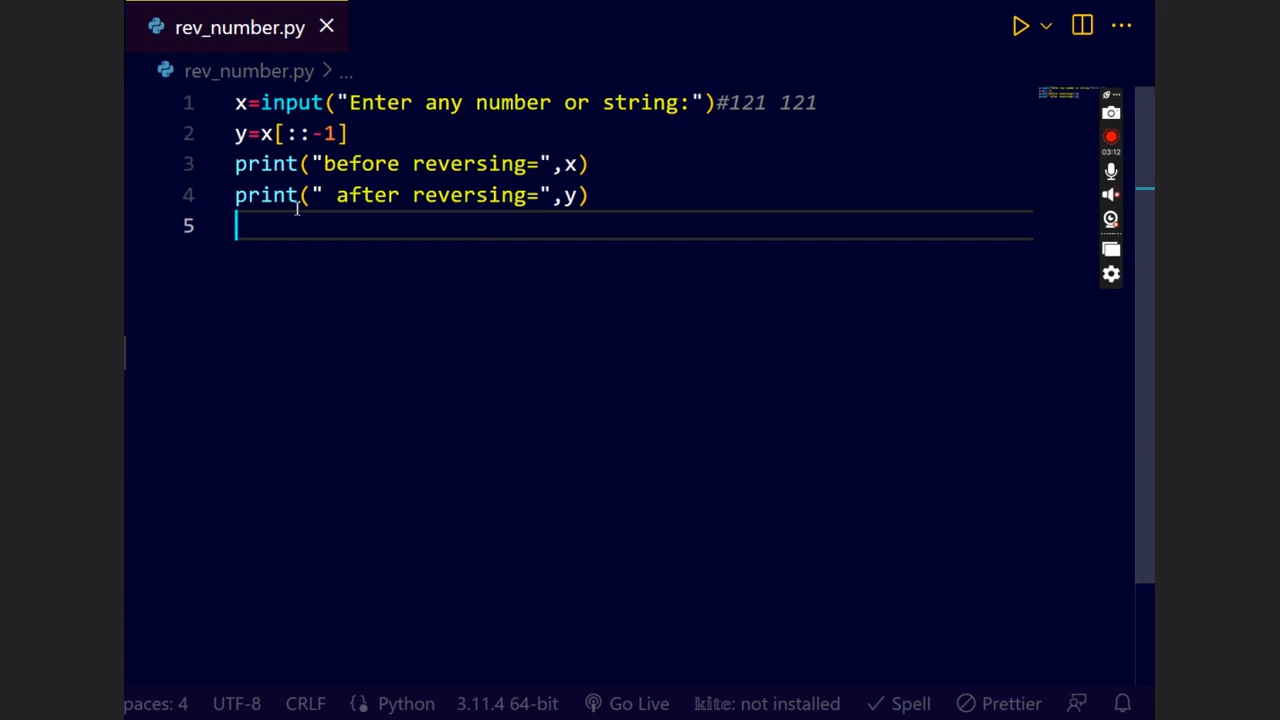 rev_number.py
rev_number.py > ...
1 x=input("Enter any number or string:")#121 121
2 y=x[::-1]
3 print("before reversing=",x)
4 print(" after reversing=",y)
5
03:12
paces: 4 UTF-8 CRLF Python 3.11.4 64-bit Go Live kite: not installed Spell Prettier